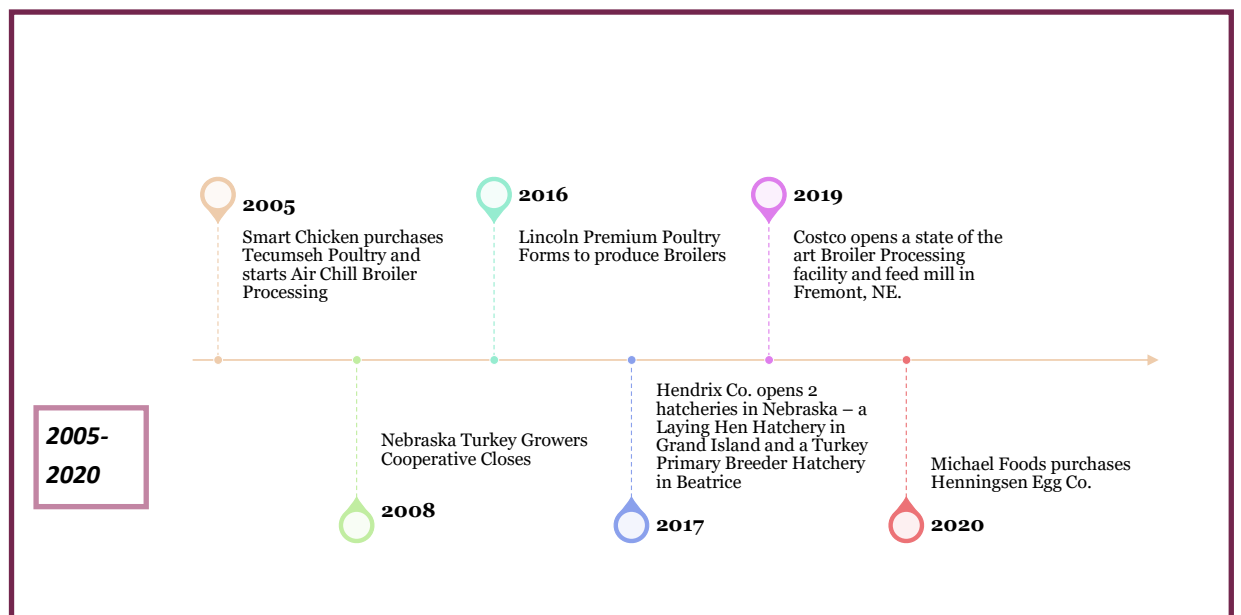 2005
Smart Chicken purchases
Tecumseh Poultry and
starts Air Chill Broiler
Processing
2016
Lincoln Premium Poultry
Forms to produce Broilers
2019
Costco opens a state of the
art Broiler Processing
facility and feed mill in
Fremont, NE.
2005-
2020
Nebraska Turkey Growers
Cooperative Closes
2008
Hendrix Co. opens 2
hatcheries in Nebraska – a
Laying Hen Hatchery in
Grand Island and a Turkey
Primary Breeder Hatchery
in Beatrice
2017
Michael Foods purchases
Henningsen Egg Co.
2020